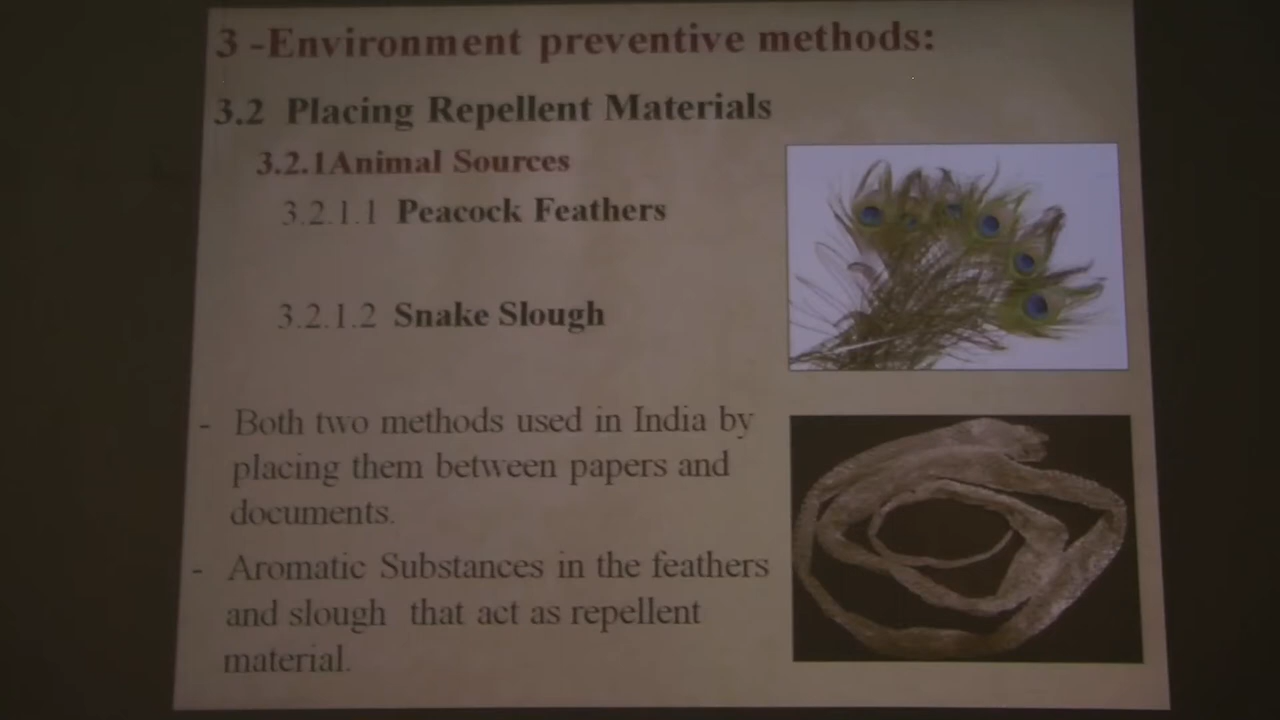 3 -Environment preventive methods:
3.2 Placing Repellent Materials
3.2.1Animal Sources
3.2.1.1 Peacock Feathers
3.2.1.2 Snake Slough
- Both two methods used in India by
placing them between papers and
documents.
- Aromatic Substances in the feathers
and slough that act as repellent
material.